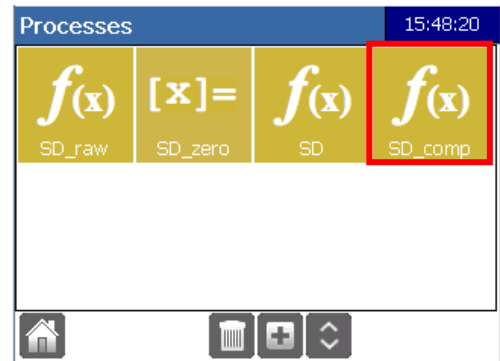 Processes 15:48:20
f(x) [x]= f(x) f(x)
SD_raw SD_zero SD SD_comp